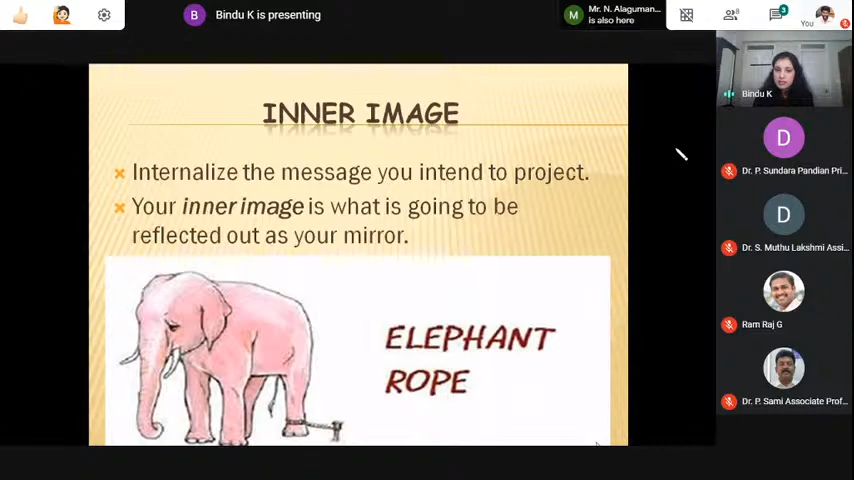 Bindu K is presenting
Mr. N. Alaguman...
is also here
8
3
You
INNER IMAGE
Internalize the message you intend to project.
Your inner image is what is going to be
reflected out as your mirror.
ELEPHANT
ROPE
Bindu K
D
Dr. P. Sundara Pandian Pri...
D
Dr. S. Muthu Lakshmi Assi...
Ram Raj G
Dr. P. Sami Associate Prof...
B
M